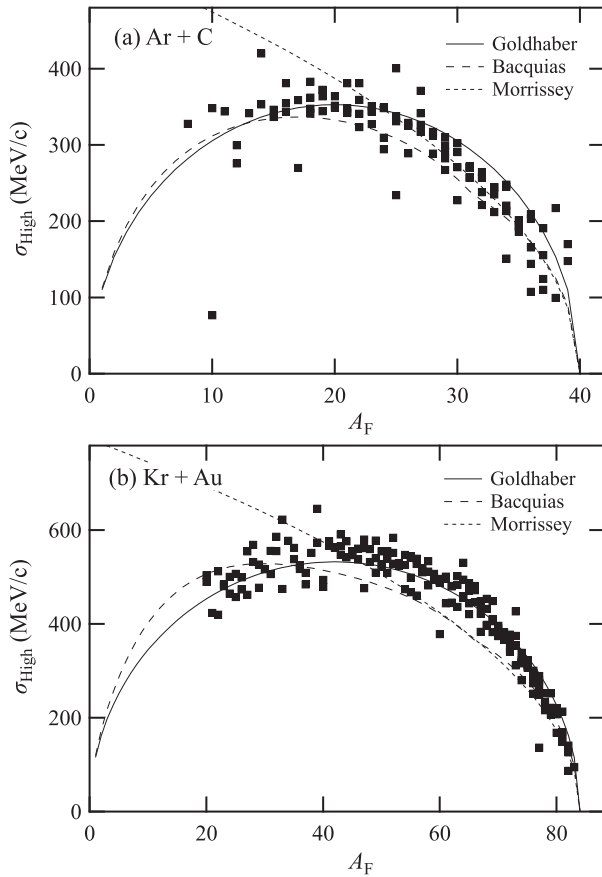 (a) Ar + C
Goldhaber
Bacquias
Morrissey
400
300
200
100
0
σHigh (MeV/c)
0
10
20
30
40
AF
(b) Kr + Au
Goldhaber
Bacquias
Morrissey
600
400
200
0
σHigh (MeV/c)
0
20
40
60
80
AF